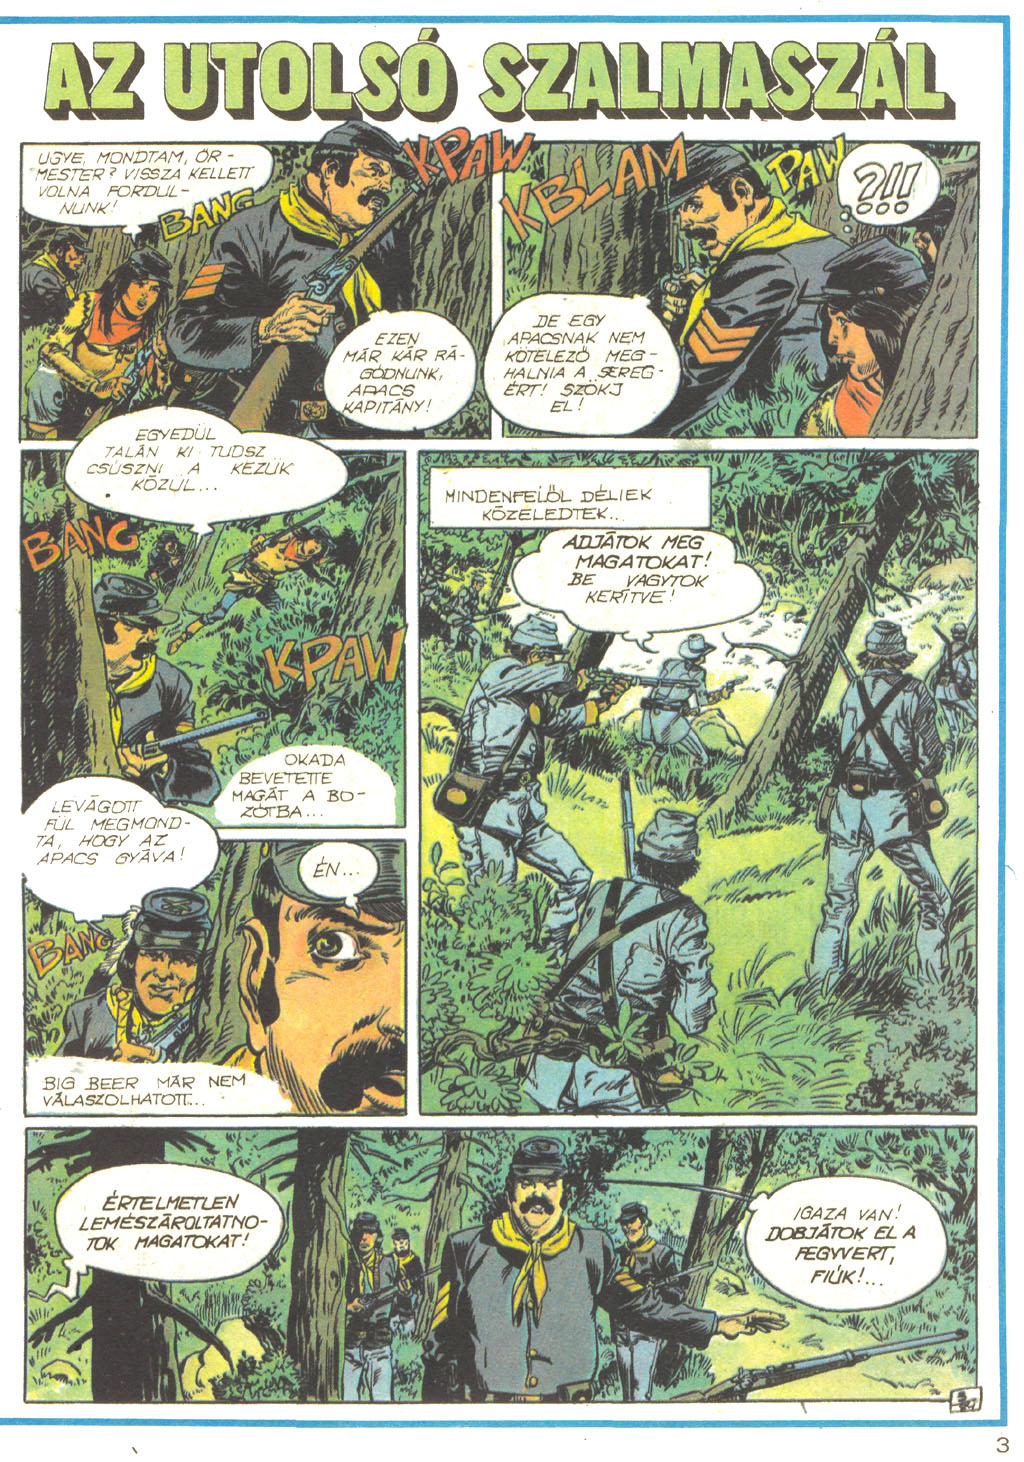 AZ UTOLSÓ SZALMASZÁL
UGYE, MONDTAM, ŐR-
MESTER? VISSZA KELLETT
VOLNA FORDUL-
NUNK!
BANG
KPAW
EZEN
MÁR KÁR RÁ-
GÓDNUNK,
APACS
KAPITÁNY!
KBLAM
PAW
?!!
DE EGY
APACSNAK NEM
KÖTELEZŐ MEG-
HALNIA A SEREG-
ÉRT! SZÖKJ
EL!
EGYEDÜL
TALÁN KI TUDSZ
CSÚSZNI A KEZÜK
KÖZÜL...
BANG
KPAW
OKADA
BEVETETTE
MAGÁT A BO-
ZÓTBA...
MINDENFELŐL DÉLIEK
KÖZELEDTEK...
ADJÁTOK MEG
MAGATOKAT!
BE VAGYTOK
KERÍTVE!
LEVÁGOTT
FÜL MEGMOND-
TA, HOGY AZ
APACS GYÁVA!
ÉN...
BANG
BIG BEER MÁR NEM
VÁLASZOLHATOTT...
ÉRTELMETLEN
LEMÉSZÁROLTATNO-
TOK MAGATOKAT!
IGAZA VAN!
DOBJÁTOK EL A
FEGYVERT,
FIÚK!...
3